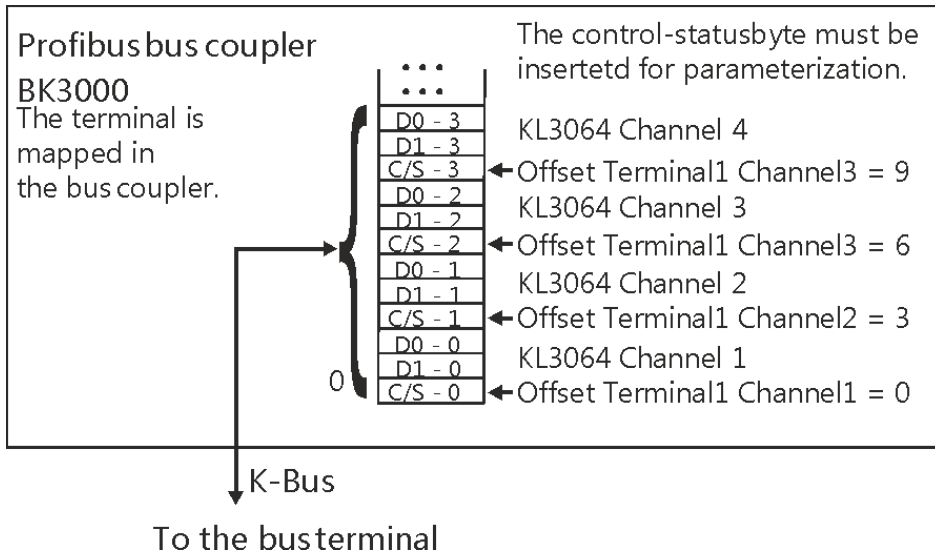 Profibus bus coupler
BK3000
The terminal is
mapped in
the bus coupler.
The control-statusbyte must be
insertetd for parameterization.
D0 - 3
D1 - 3
C/S - 3
D0 - 2
D1 - 2
C/S - 2
D0 - 1
D1 - 1
C/S - 1
D0 - 0
D1 - 0
C/S - 0
0
KL3064 Channel 4
Offset Terminal1 Channel3 = 9
KL3064 Channel 3
Offset Terminal1 Channel3 = 6
KL3064 Channel 2
Offset Terminal1 Channel2 = 3
KL3064 Channel 1
Offset Terminal1 Channel1 = 0
K-Bus
To the bus terminal